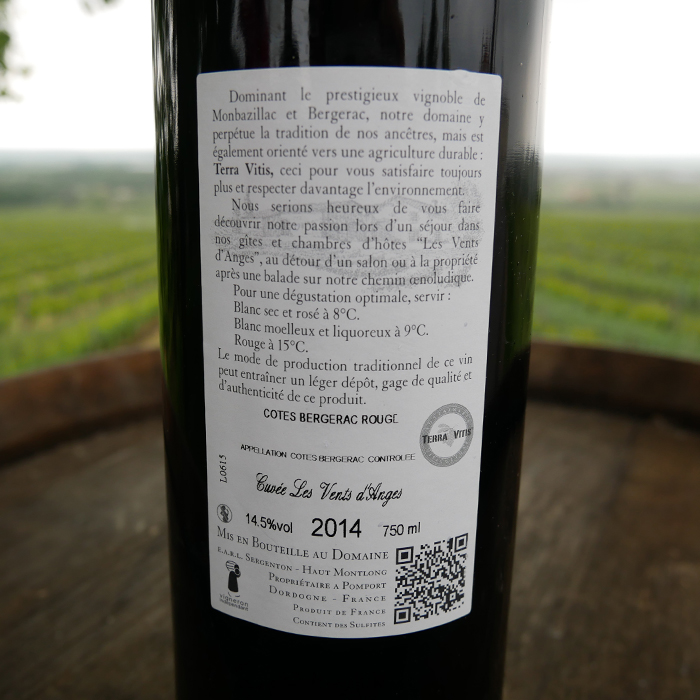 Dominant le prestigieux vignoble de
Monbazillac et Bergerac, notre domaine y
perpétue la tradition de nos ancêtres, mais est
également orienté vers une agriculture durable :
Terra Vitis, ceci pour vous satisfaire toujours
plus et respecter davantage l'environnement.
Nous serions heureux de vous faire
découvrir notre passion lors d'un séjour dans
nos gîtes et chambres d'hôtes "Les Vents
d'Anges", au détour d'un salon ou à la propriété
après une balade sur notre chemin œnoludique.
Pour une dégustation optimale, servir :
Blanc sec et rosé à 8°C.
Blanc moelleux et liquoreux à 9°C.
Rouge à 15°C.
Le mode de production traditionnel de ce vin
peut entraîner un léger dépôt, gage de qualité et
d'authenticité de ce produit.
COTES BERGERAC ROUGE
TERRA VITIS
APPELLATION COTES BERGERAC CONTROLEE
L0615
Cuvée Les Vents d'Anges
14.5%vol 2014 750 ml
MIS EN BOUTEILLE AU DOMAINE
E.A.R.L. SERGENTON - HAUT MONTLONG
PROPRIÉTAIRE A POMPORT
DORDOGNE - FRANCE
PRODUIT DE FRANCE
CONTIENT DES SULFITES
vigneron
indépendant